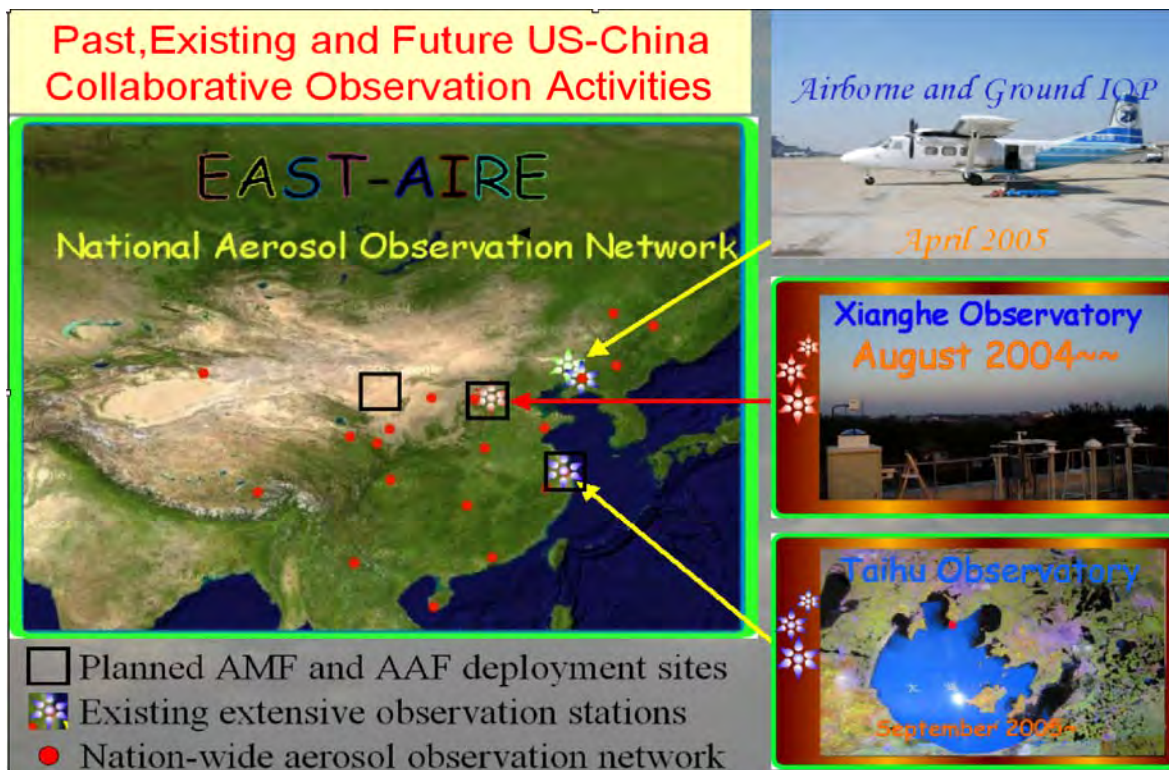 Past,Existing and Future US-China
Collaborative Observation Activities
EAST-AIRE
National Aerosol Observation Network
Airborne and Ground IOP
April 2005
Xianghe Observatory
August 2004~~
Taihu Observatory
September 2005~
Planned AMF and AAF deployment sites
Existing extensive observation stations
Nation-wide aerosol observation network